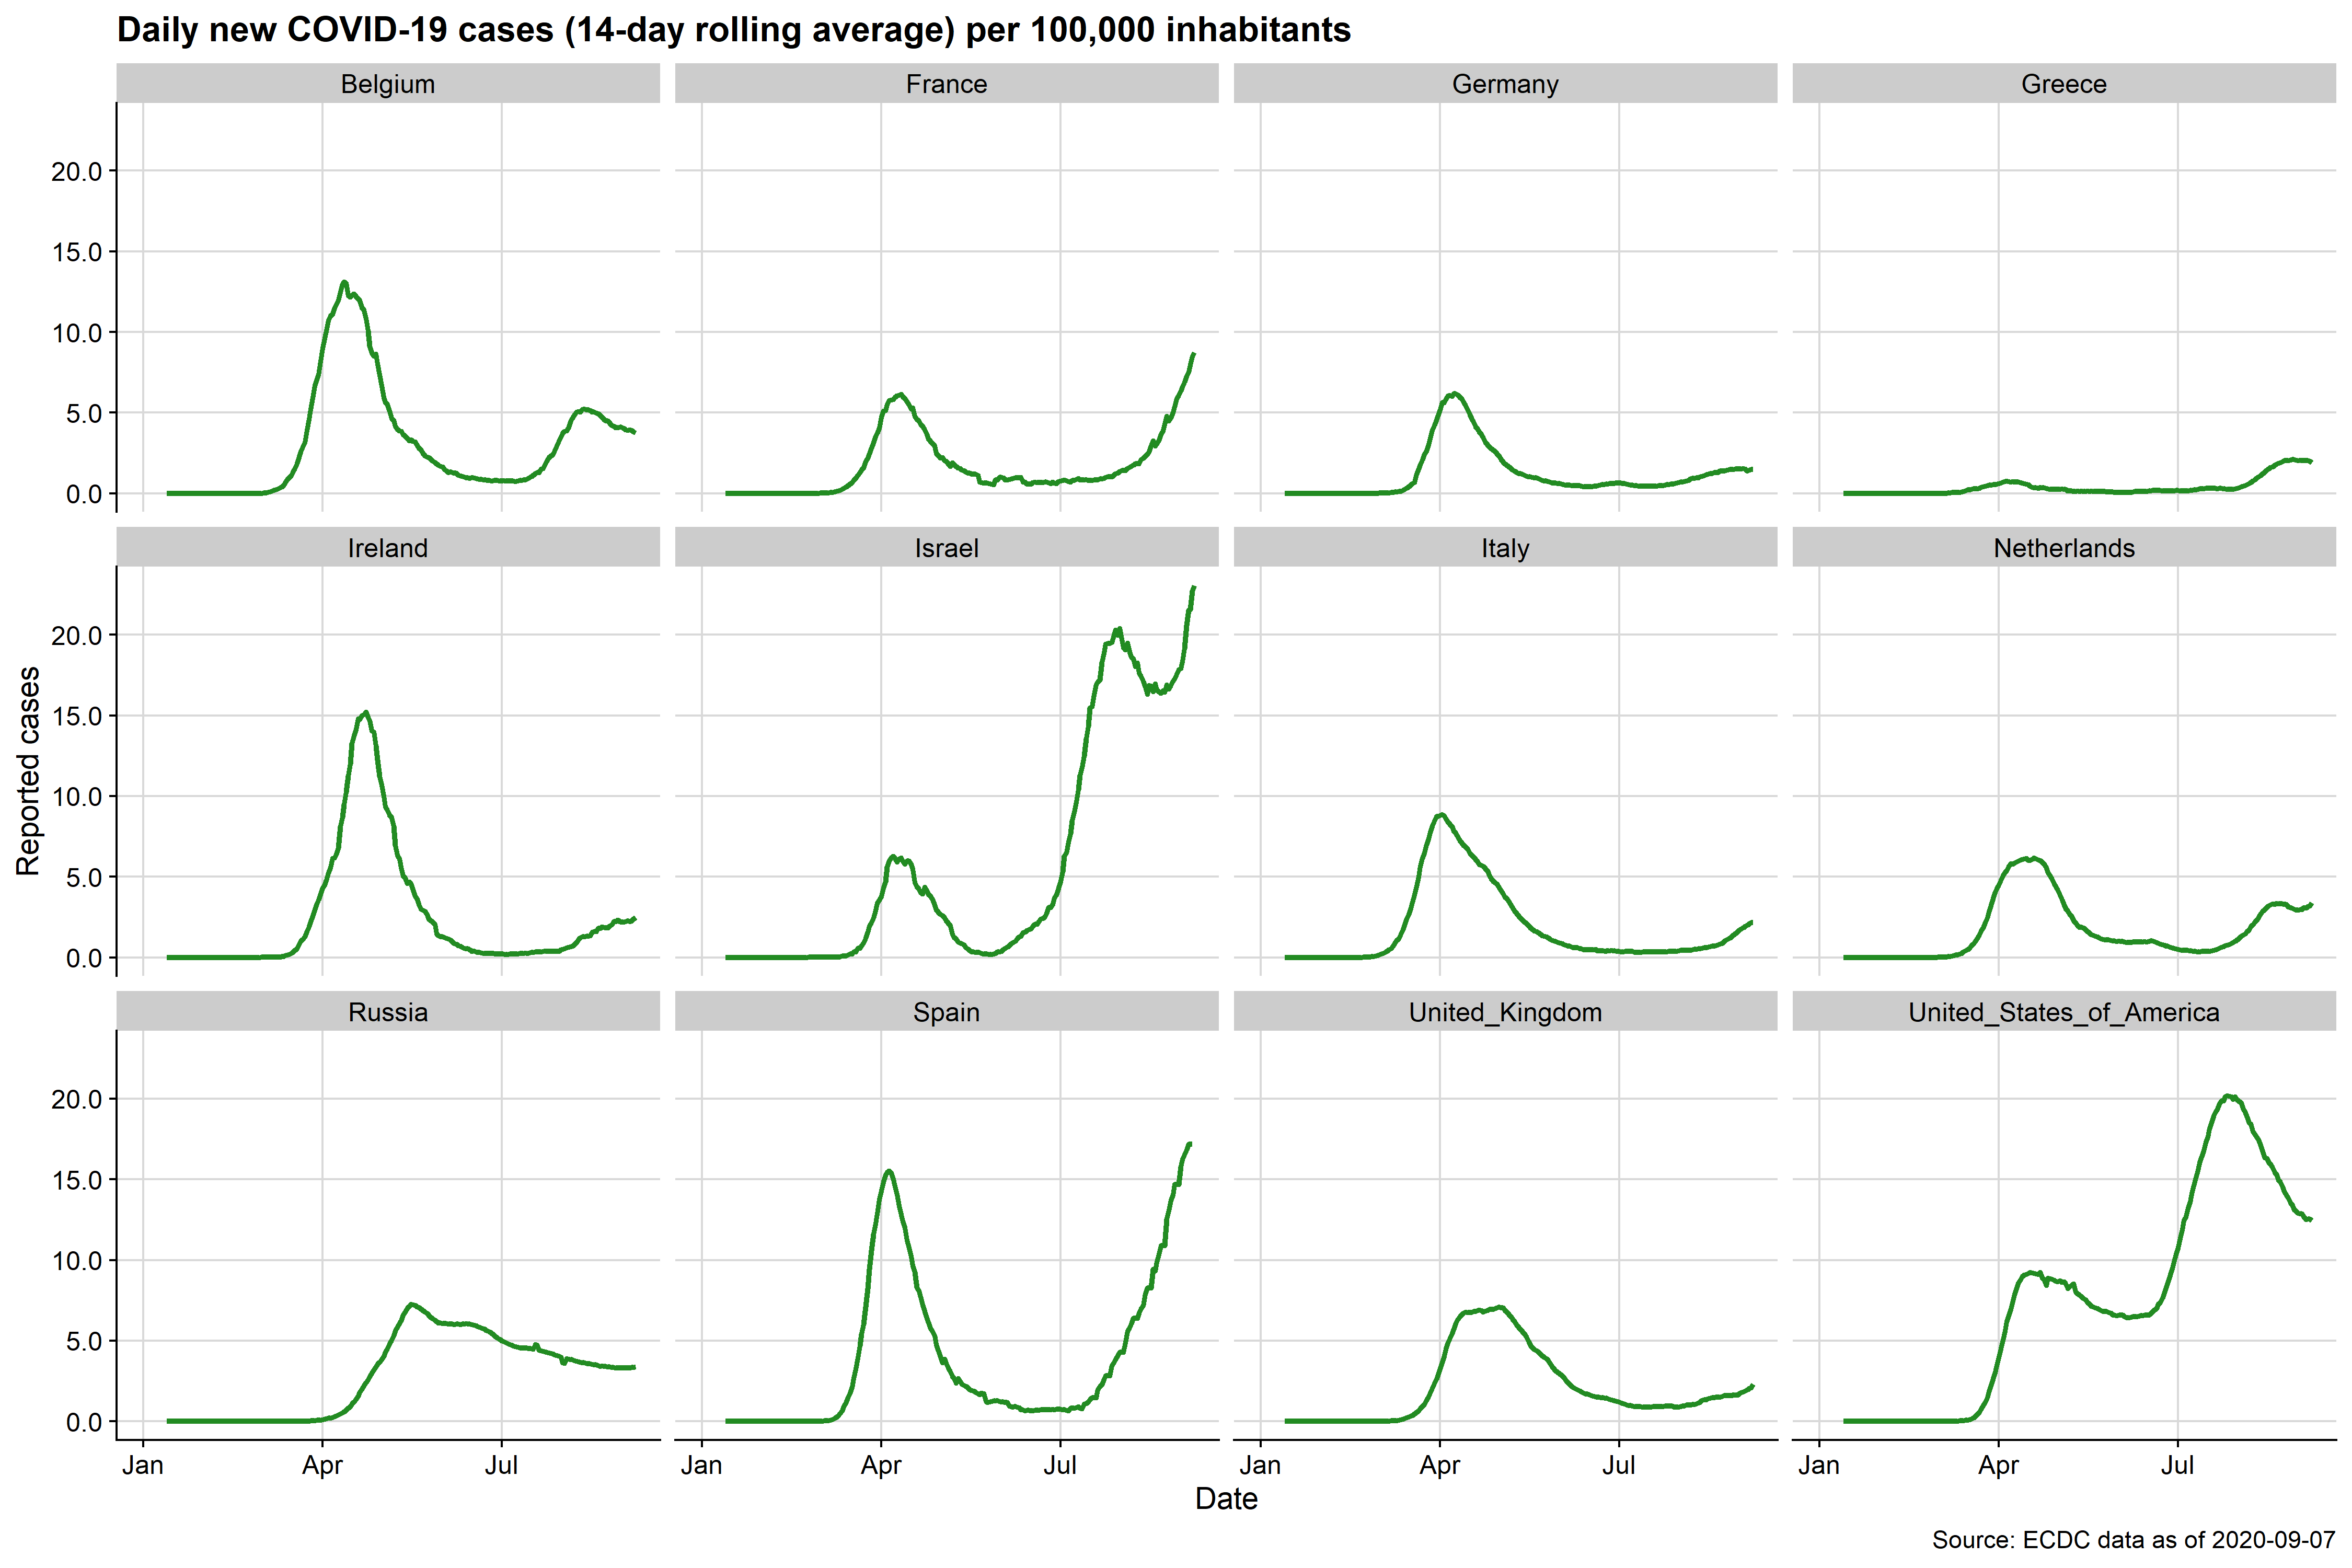 Daily new COVID-19 cases (14-day rolling average) per 100,000 inhabitants
Belgium France Germany Greece
20.0
15.0
10.0
5.0
0.0
Ireland Israel Italy Netherlands
20.0
15.0
10.0
5.0
0.0
Reported cases
Russia Spain United_Kingdom United_States_of_America
20.0
15.0
10.0
5.0
0.0
Jan Apr Jul Jan Apr Jul Jan Apr Jul Jan Apr Jul
Date
Source: ECDC data as of 2020-09-07